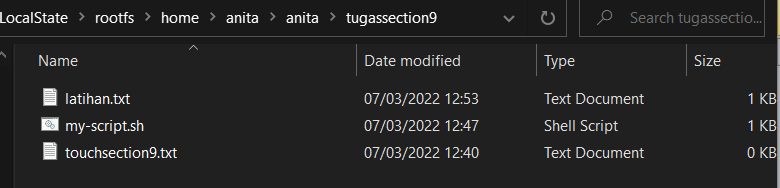 LocalState > rootfs > home > anita > anita > tugassection9 Search tugassectio...
Name Date modified Type Size
latihan.txt 07/03/2022 12:53 Text Document 1 KB
my-script.sh 07/03/2022 12:47 Shell Script 1 KB
touchsection9.txt 07/03/2022 12:40 Text Document 0 KB